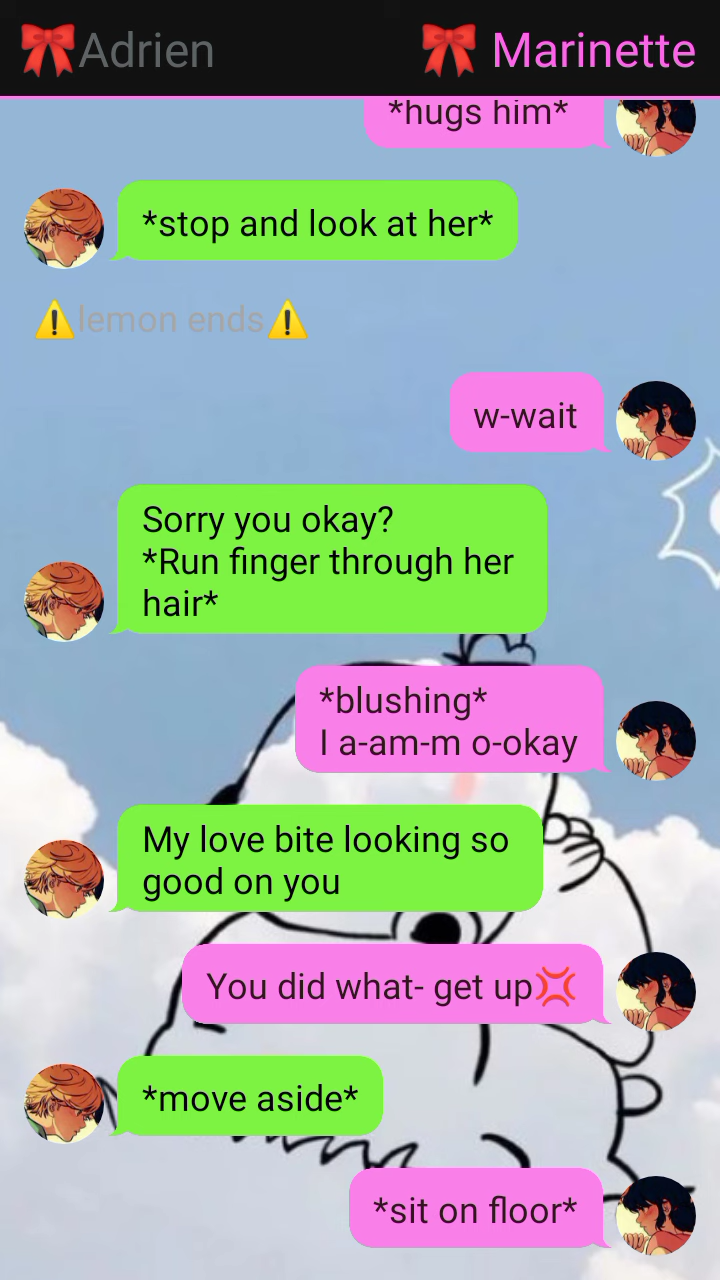 🎀Adrien
🎀 Marinette
*hugs him*
*stop and look at her*
⚠️lemon ends⚠️
w-wait
Sorry you okay?
*Run finger through her
hair*
*blushing*
I a-am-m o-okay
My love bite looking so
good on you
You did what- get up💢
*move aside*
*sit on floor*